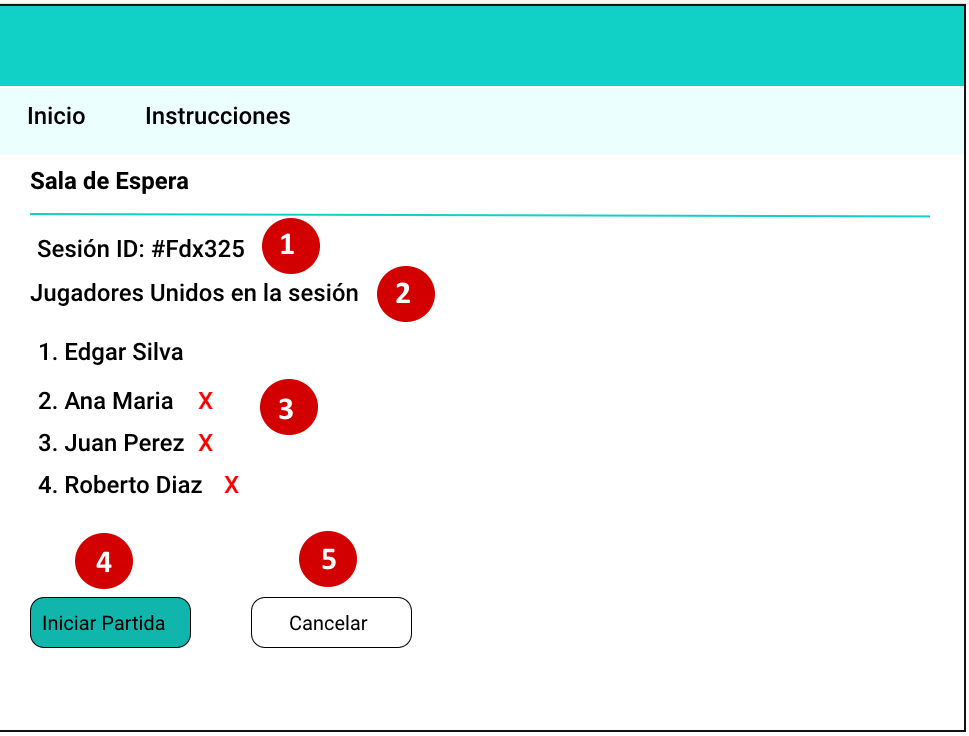 Inicio Instrucciones
Sala de Espera
Sesión ID: #Fdx325 1
Jugadores Unidos en la sesión 2
1. Edgar Silva
2. Ana Maria X 3
3. Juan Perez X
4. Roberto Diaz X
4 5
Iniciar Partida Cancelar